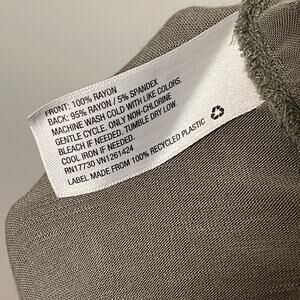 FRONT: 100% RAYON
BACK: 95% RAYON / 5% SPANDEX
MACHINE WASH COLD WITH LIKE COLORS.
GENTLE CYCLE. ONLY NON-CHLORINE
BLEACH IF NEEDED. TUMBLE DRY LOW.
COOL IRON IF NEEDED.
RN17730 VN1261424
LABEL MADE FROM 100% RECYCLED PLASTIC